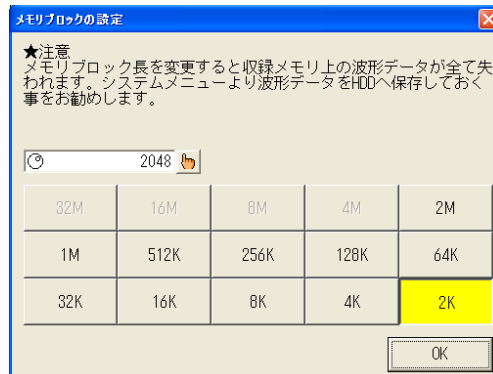 メモリブロックの設定
★注意
メモリブロック長を変更すると収録メモリ上の波形データが全て失
われます。システムメニューより波形データをHDDへ保存しておく
事をお勧めします。
2048
32M 16M 8M 4M 2M
1M 512K 256K 128K 64K
32K 16K 8K 4K 2K
OK